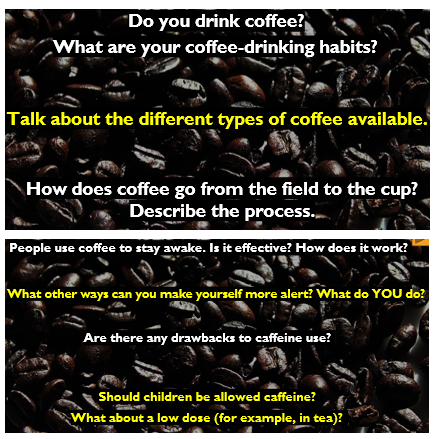 Do you drink coffee?
What are your coffee-drinking habits?
Talk about the different types of coffee available.
How does coffee go from the field to the cup?
Describe the process.
People use coffee to stay awake. Is it effective? How does it work?
What other ways can you make yourself more alert? What do YOU do?
Are there any drawbacks to caffeine use?
Should children be allowed caffeine?
What about a low dose (for example, in tea)?